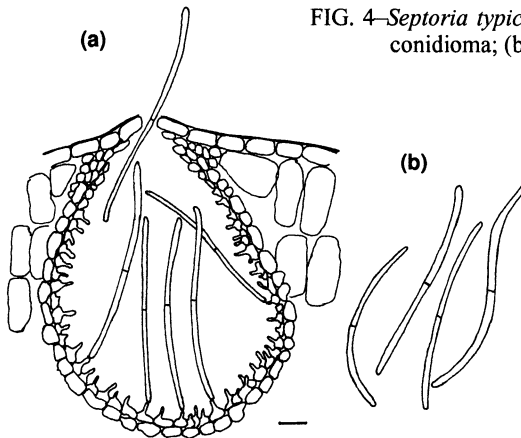 FIG. 4–Septoria typic
conidioma; (b
(a)
(b)